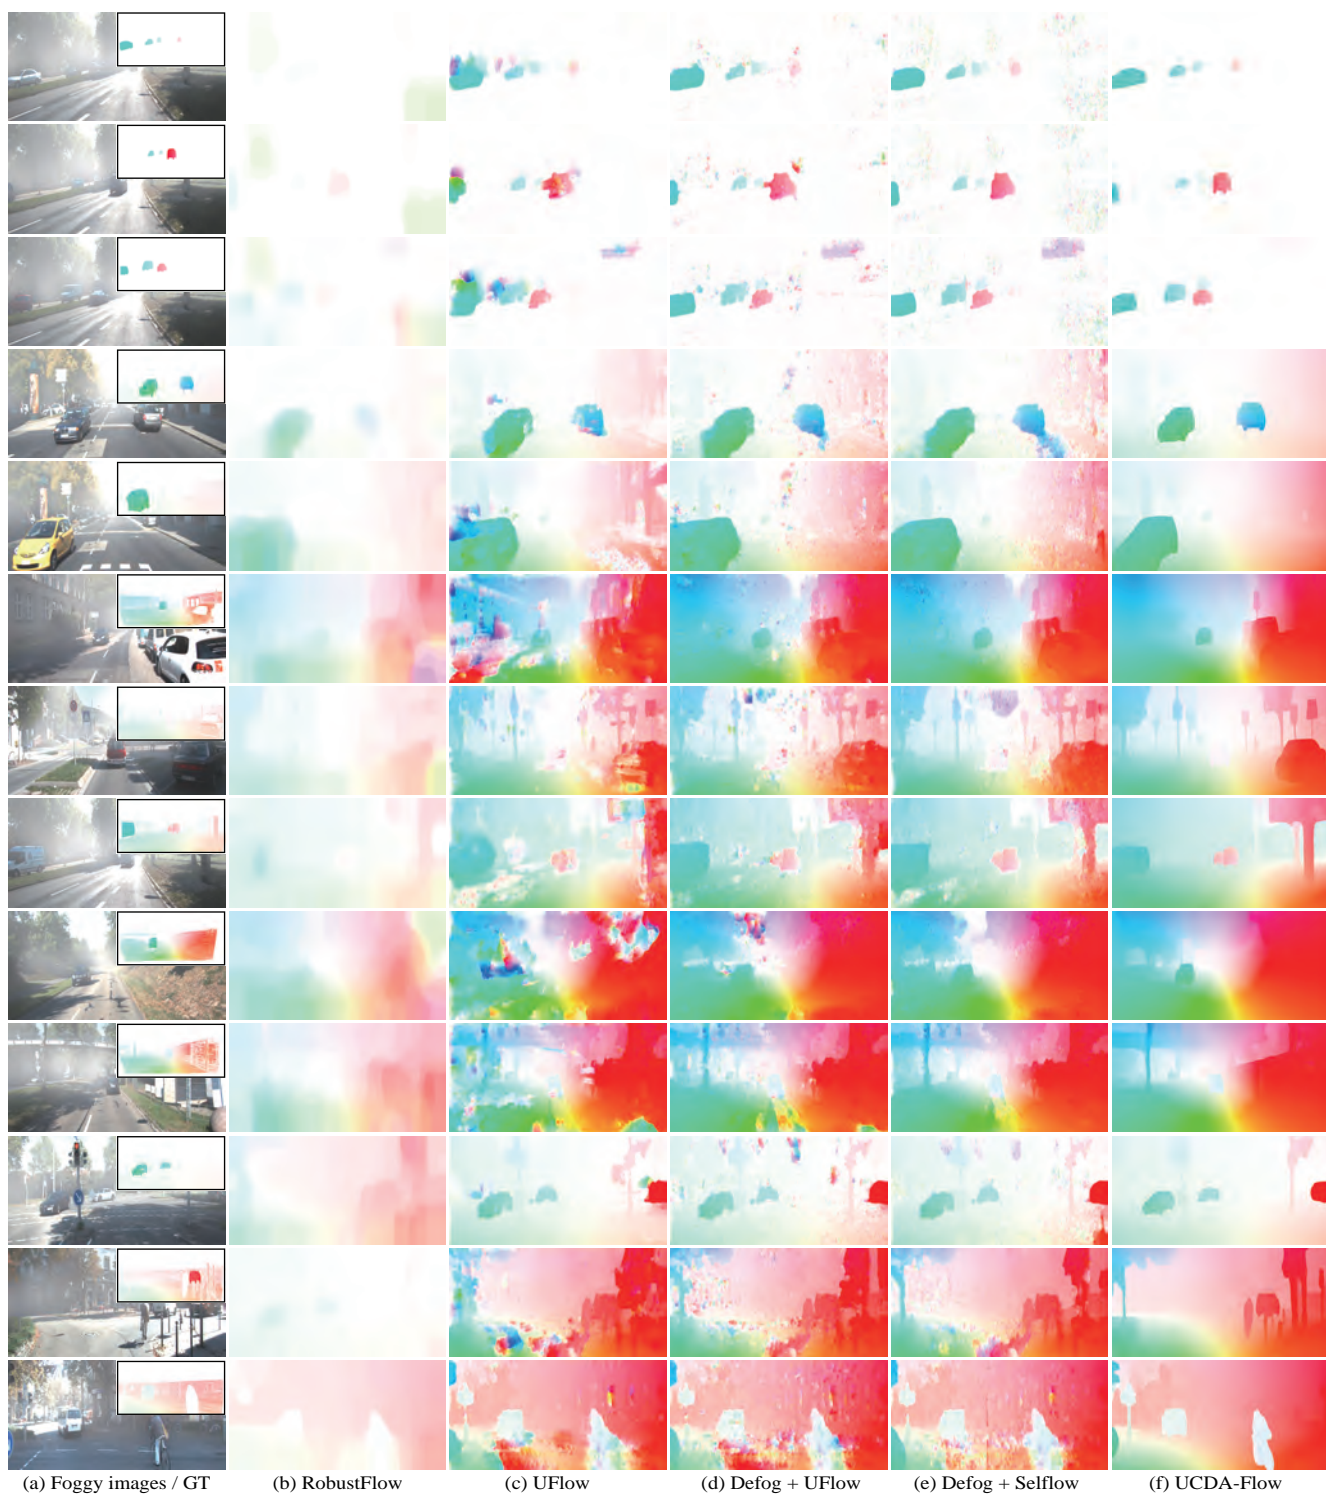 (a) Foggy images / GT
(b) RobustFlow
(c) UFlow
(d) Defog + UFlow
(e) Defog + Selflow
(f) UCDA-Flow